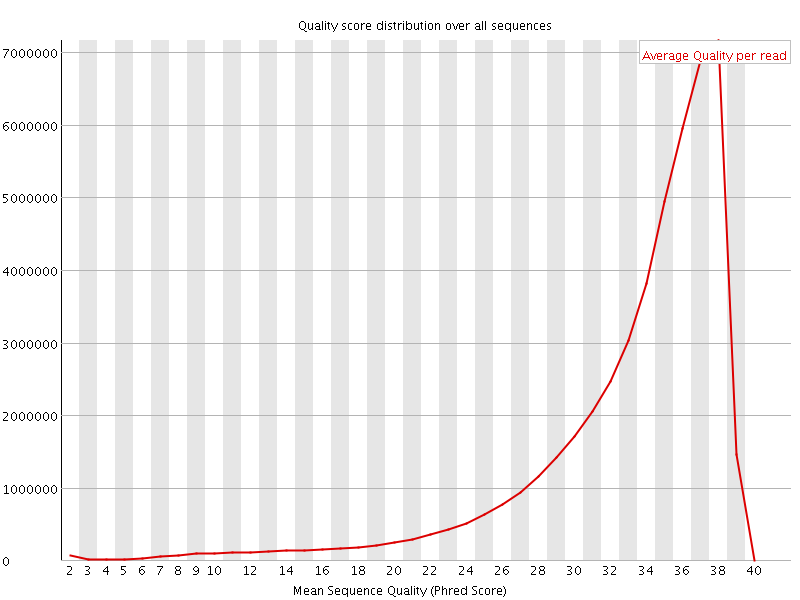 Quality score distribution over all sequences
Average Quality per read
7000000
6000000
5000000
4000000
3000000
2000000
1000000
0
2 3 4 5 6 7 8 9 10 12 14 16 18 20 22 24 26 28 30 32 34 36 38 40
Mean Sequence Quality (Phred Score)